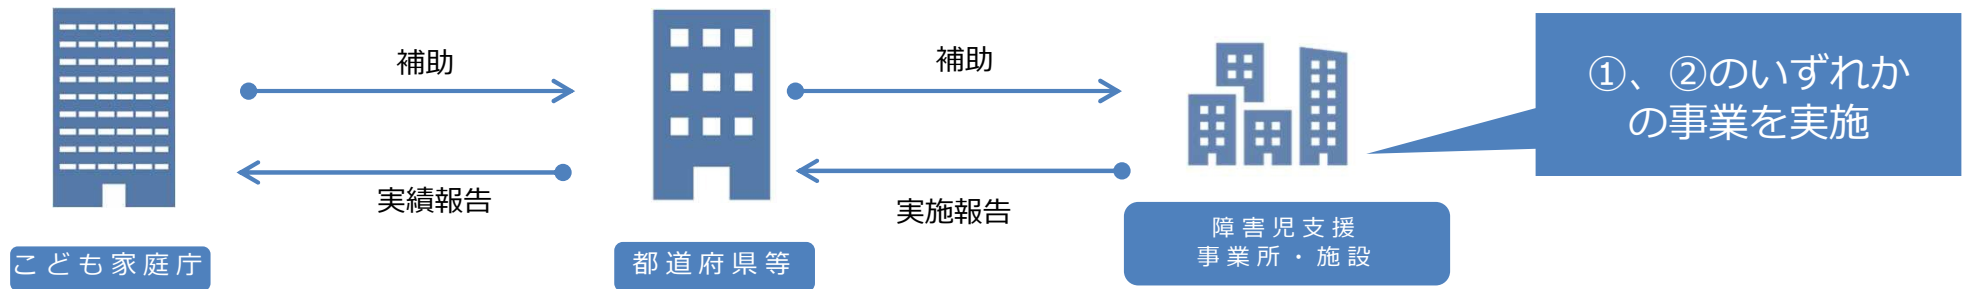 補助
実績報告
補助
実施報告
①、②のいずれか
の事業を実施
こども家庭庁
都道府県等
障害児支援
事業所・施設